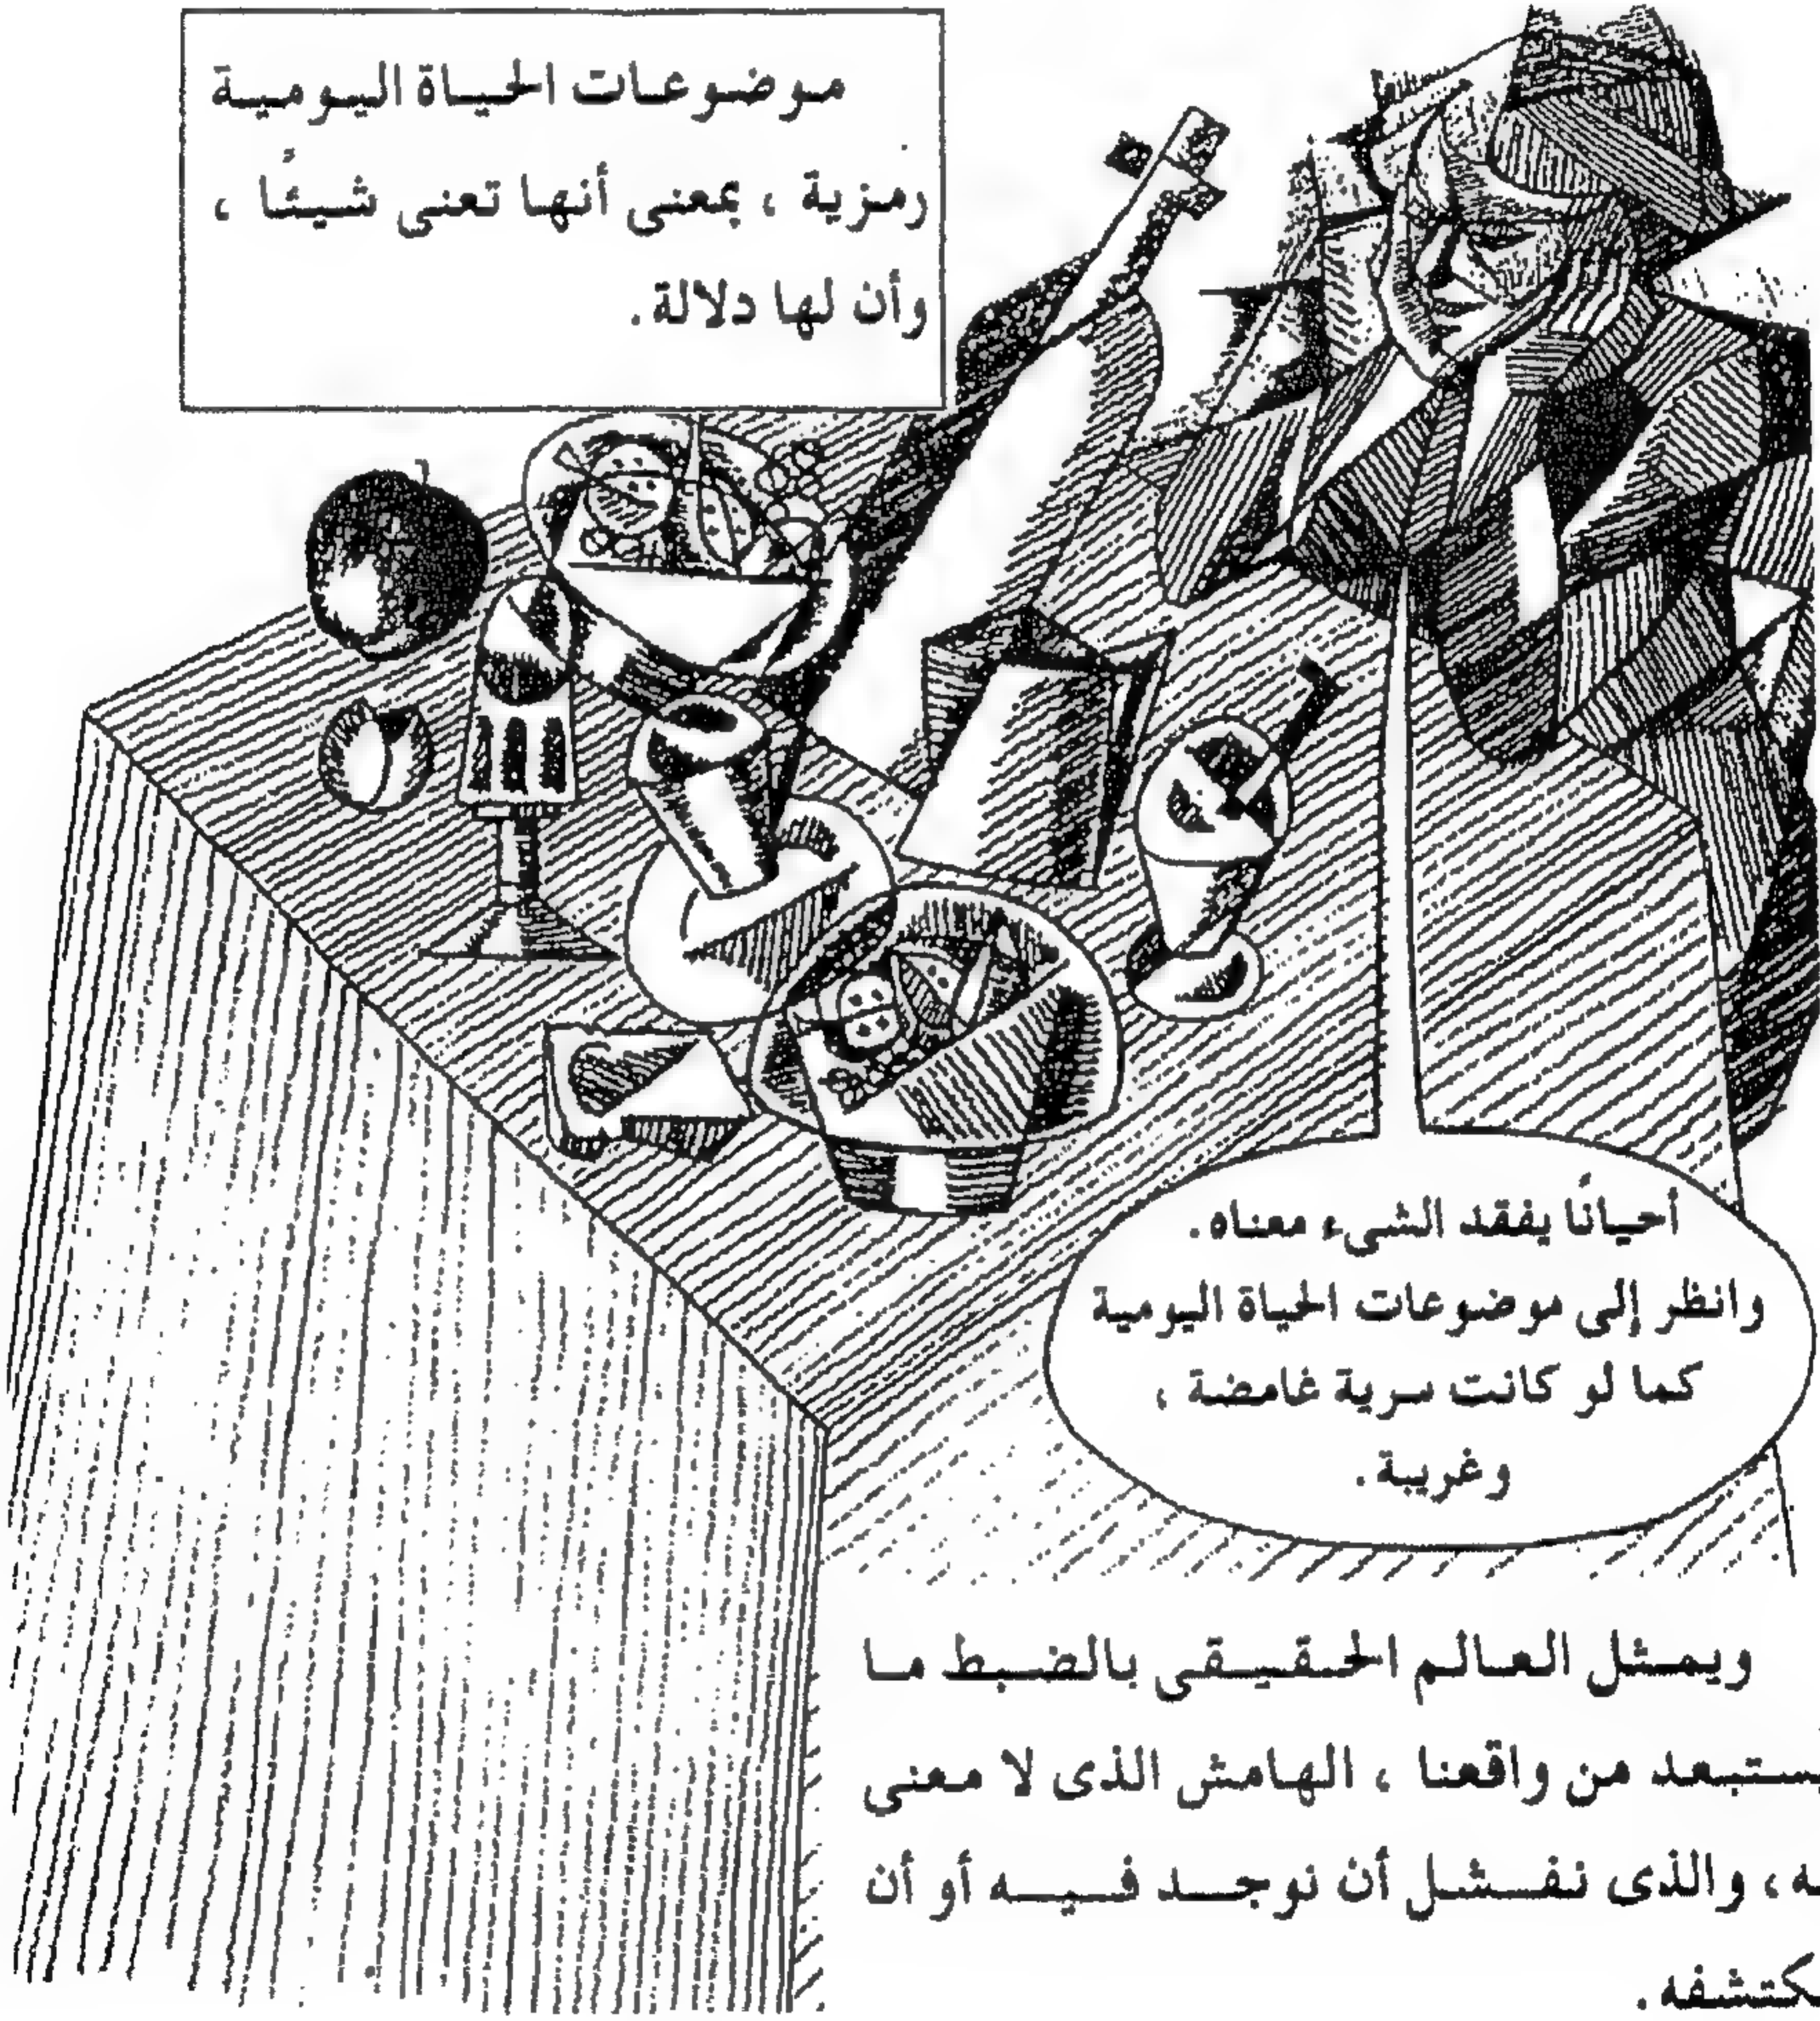 موضوعات الحياة اليومية
رمزية ، بمعنى أنها تعنى شيئًا ،
وأن لها دلالة.
أحيانًا يفقد الشىء معناه.
وانظر إلى موضوعات الحياة اليومية
كما لو كانت سرية غامضة ،
وغريبة.
ويمثل العالم الحقيقى بالضبط ما
من واقعنا ، الهامش الذى لا معنى
والذى نفشل أن نوجد فيه أو أن